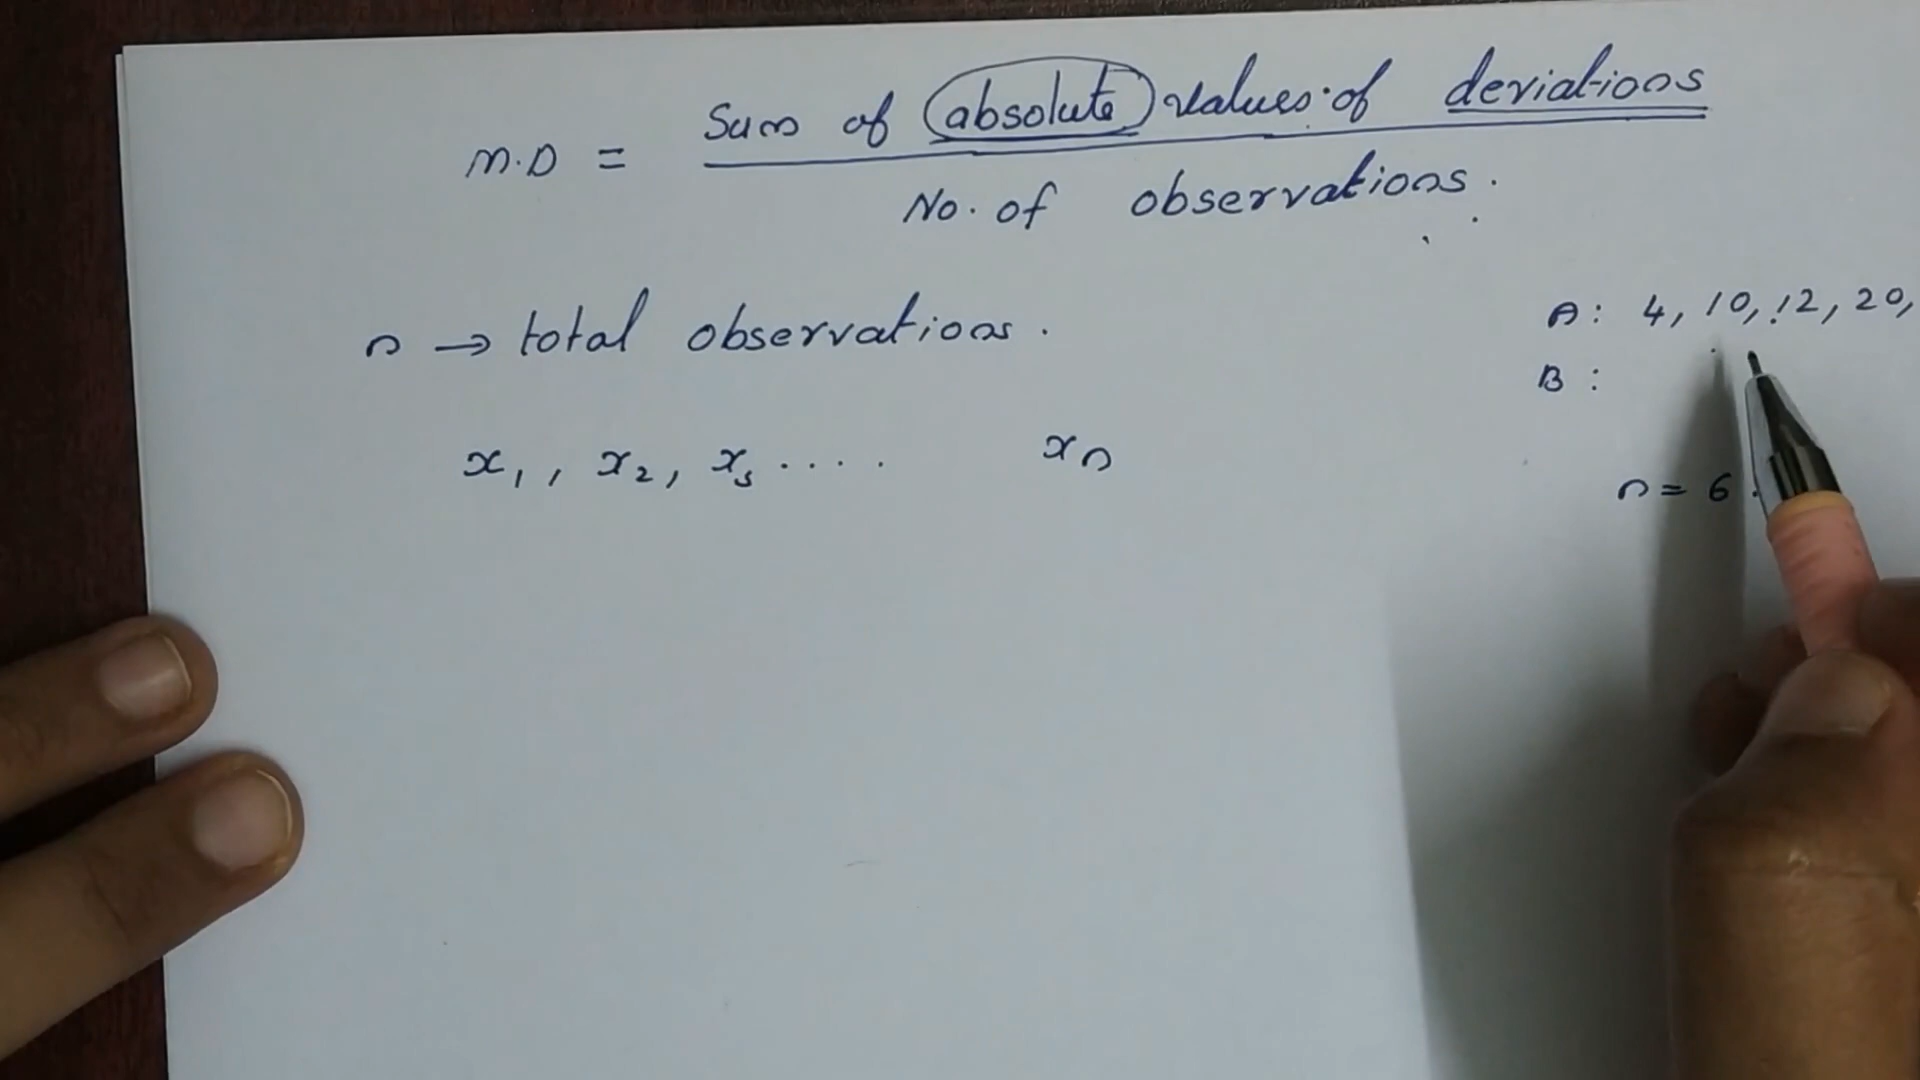 M.D = Sum of absolute values of deviations
No. of observations.
n → total observations.
A: 4, 10, 12, 20,
B :
x1, x2, x3 .... xn
n = 6